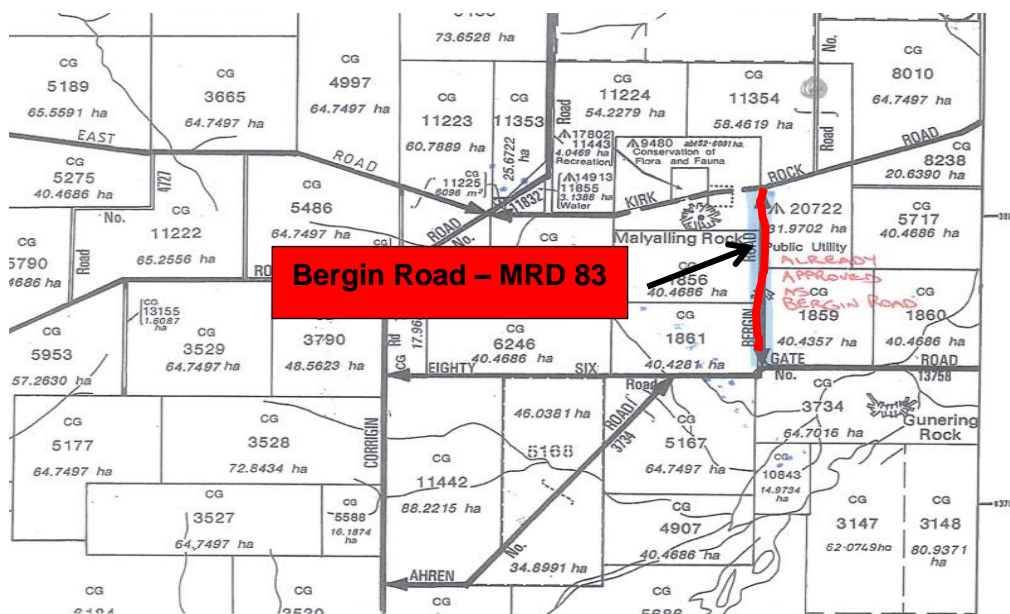 73.6528 ha
CG
5189
65.5591 ha
CG
3665
64.7497 ha
CG
4997
64.7497 ha
CG
11223
60.7889 ha
CG
11353
25.6722 ha
Road
CG
11224
54.2279 ha
CG
11354
58.4619 ha
No.
Road
CG
8010
64.7497 ha
EAST
ROAD
17802
11443
4.0469 ha
Recreation
9480
Conservation of
Flora and Fauna
14913
11855
3.1386 ha
Water
ROCK
ROAD
CG
8238
20.6390 ha
CG
5275
40.4686 ha
4727
No.
Road
CG
11222
65.2556 ha
CG
5486
64.7497 ha
CG
11225
6096 m²
11832
ROAD
No.
KIRK
Malyalling Rock
20722
31.9702 ha
Public Utility
CG
5717
40.4686 ha
ALREADY
APPROVED
AS
BERGIN ROAD
Bergin Road – MRD 83
5790
4686 ha
CG
13155
1.6087
ha
CG
3529
64.7497 ha
CG
3790
48.5623 ha
CG
5953
57.2630 ha
Rd
CG
CG
6246
40.4686 ha
1856
40.4686 ha
CG
1861
40.4281 ha
BERGIN
ROAD
CG
1859
40.4357 ha
CG
1860
40.4686 ha
EIGHTY
SIX
GATE
ROAD
No.
13758
Road
CG
5177
64.7497 ha
CG
3528
72.8434 ha
CORRIGIN
46.0381 ha
5168
ROAD
3734
CG
5167
64.7497 ha
CG
3734
64.7016 ha
Gunering
Rock
CG
10843
14.9734
ha
CG
3527
64.7497 ha
CG
5588
16.1874
ha
CG
11442
88.2215 ha
No.
34.8991 ha
CG
4907
40.4686 ha
CG
3147
62.0749ha
CG
3148
80.9371
ha
AHREN
CG
CG
CG
CG